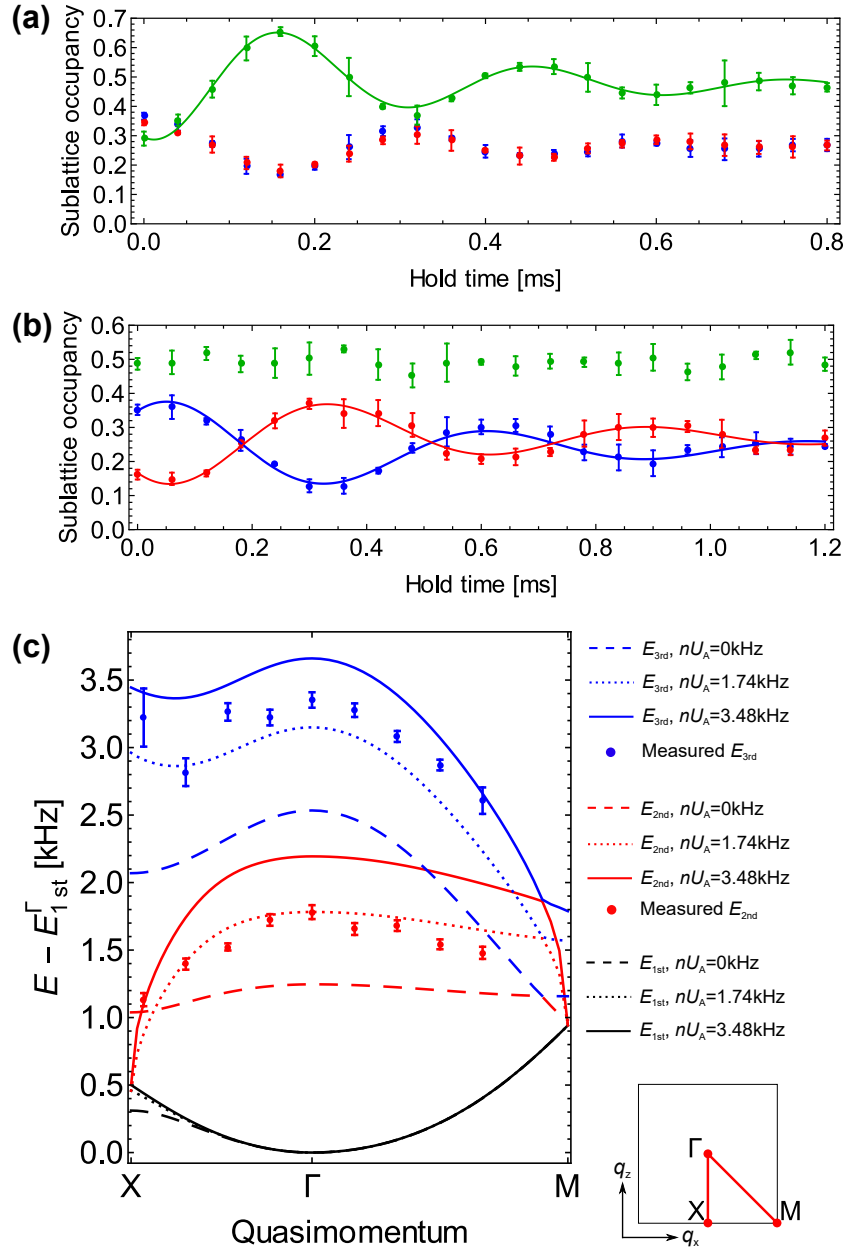 (a)
Sublattice occupancy
0.7
0.6
0.5
0.4
0.3
0.2
0.1
0.0
0.0 0.2 0.4 0.6 0.8
Hold time [ms]
(b)
Sublattice occupancy
0.6
0.5
0.4
0.3
0.2
0.1
0.0
0.0 0.2 0.4 0.6 0.8 1.0 1.2
Hold time [ms]
(c)
E − E^Γ_1st [kHz]
3.5
3.0
2.5
2.0
1.5
1.0
0.5
0.0
X Γ M
Quasimomentum
E_3rd, nU_A=0kHz
E_3rd, nU_A=1.74kHz
E_3rd, nU_A=3.48kHz
Measured E_3rd
E_2nd, nU_A=0kHz
E_2nd, nU_A=1.74kHz
E_2nd, nU_A=3.48kHz
Measured E_2nd
E_1st, nU_A=0kHz
E_1st, nU_A=1.74kHz
E_1st, nU_A=3.48kHz
Γ
X M
q_z
q_x